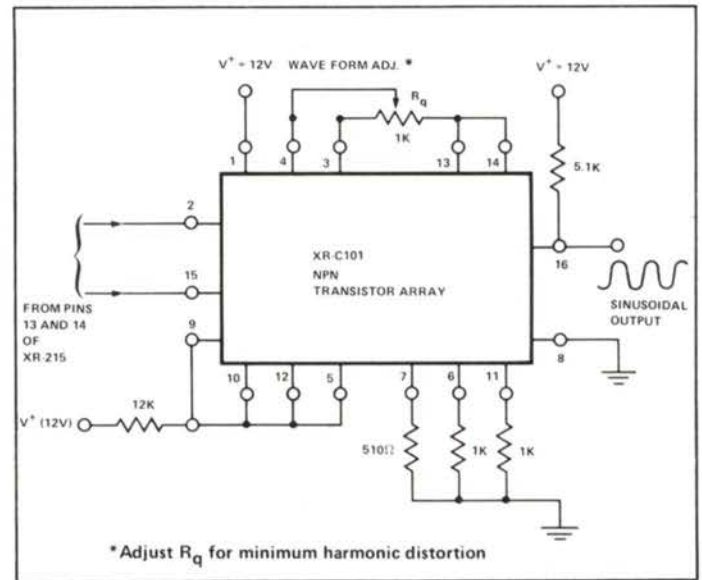 V+ = 12V
WAVE FORM ADJ. *
V+ = 12V
Rq
1K
1
4
3
13
14
5.1K
2
XR-C101
NPN
TRANSISTOR ARRAY
16
15
FROM PINS
13 AND 14
OF
XR-215
SINUSOIDAL
OUTPUT
9
8
10
12
5
7
6
11
V+ (12V)
12K
510Ω
1K
1K
*Adjust Rq for minimum harmonic distortion